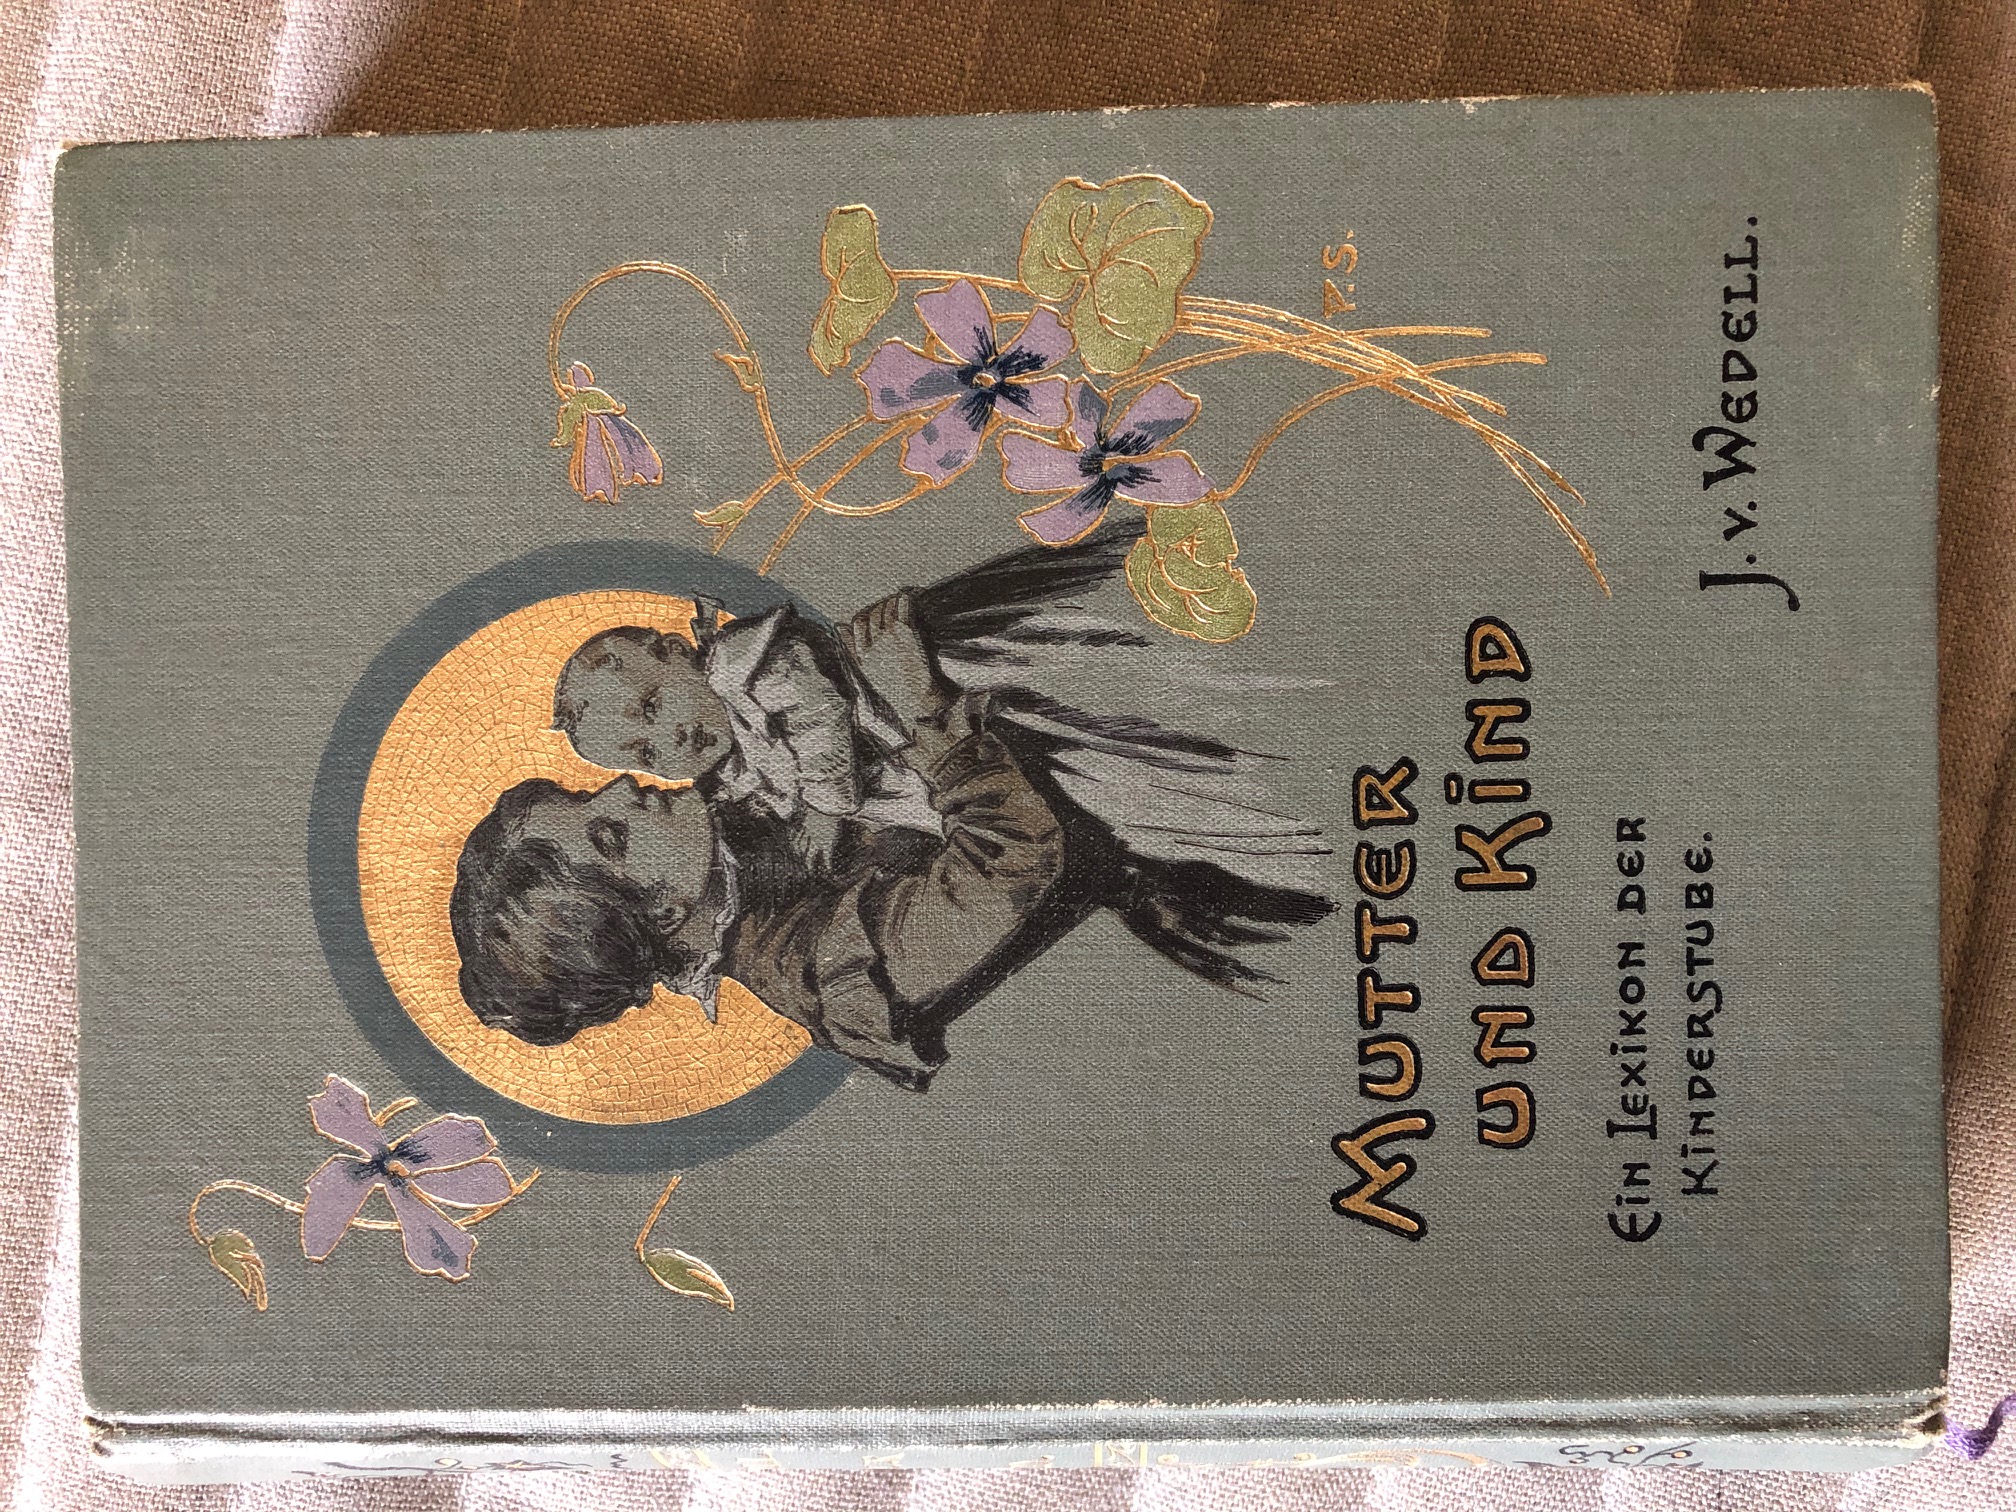 P.S.
Mutter
und Kind
Ein Lexikon der
Kinderstube.
J. v. Wedell.